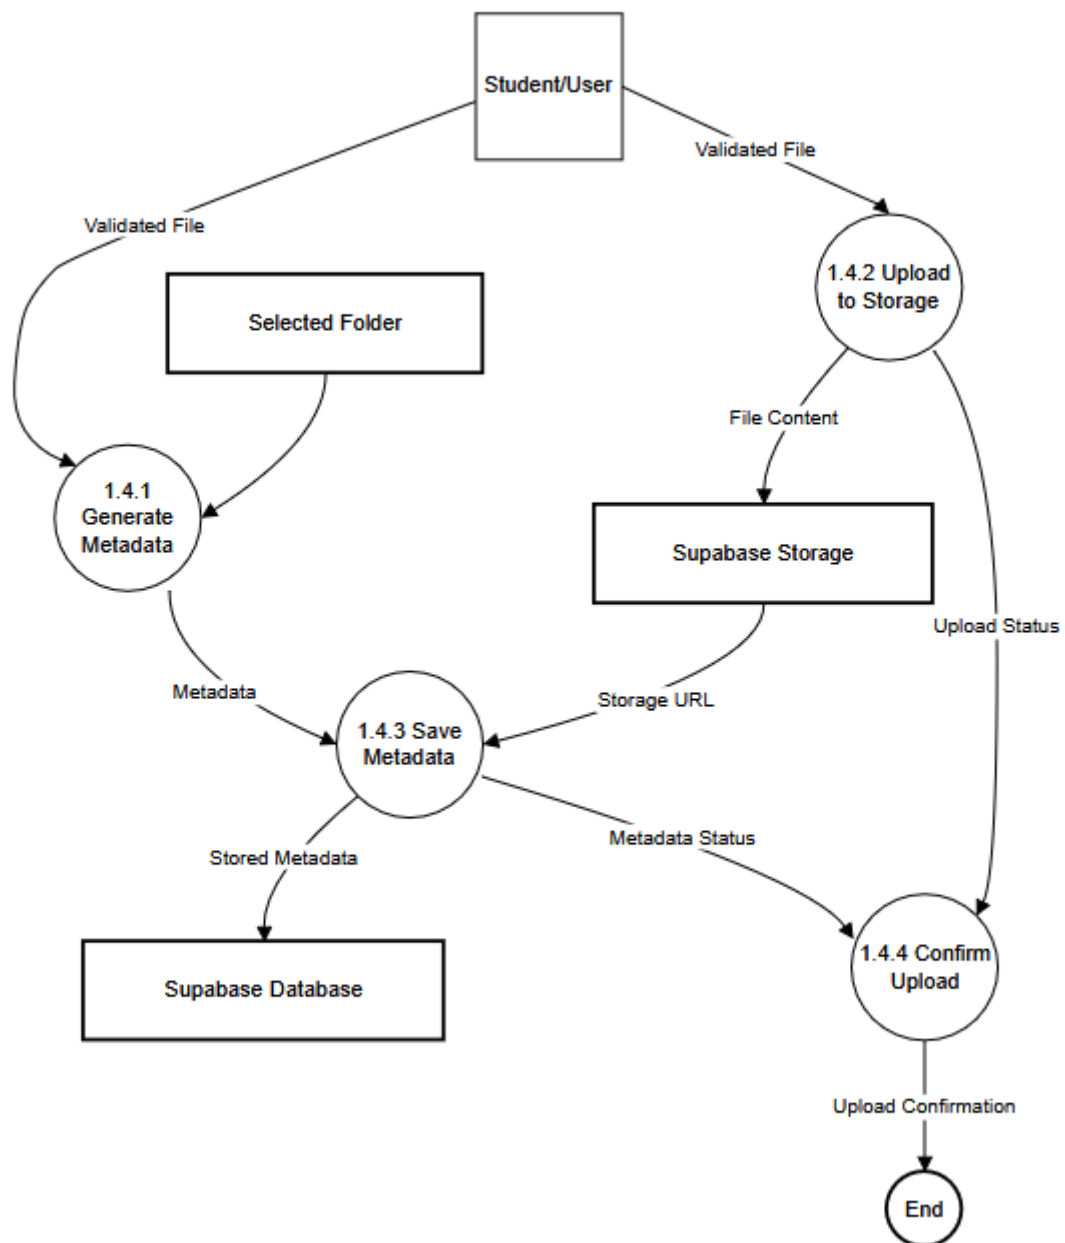 Student/User
Validated File
Validated File
1.4.2 Upload
to Storage
Selected Folder
File Content
1.4.1
Generate
Metadata
Supabase Storage
Upload Status
Metadata
Storage URL
1.4.3 Save
Metadata
Metadata Status
Stored Metadata
1.4.4 Confirm
Upload
Supabase Database
Upload Confirmation
End